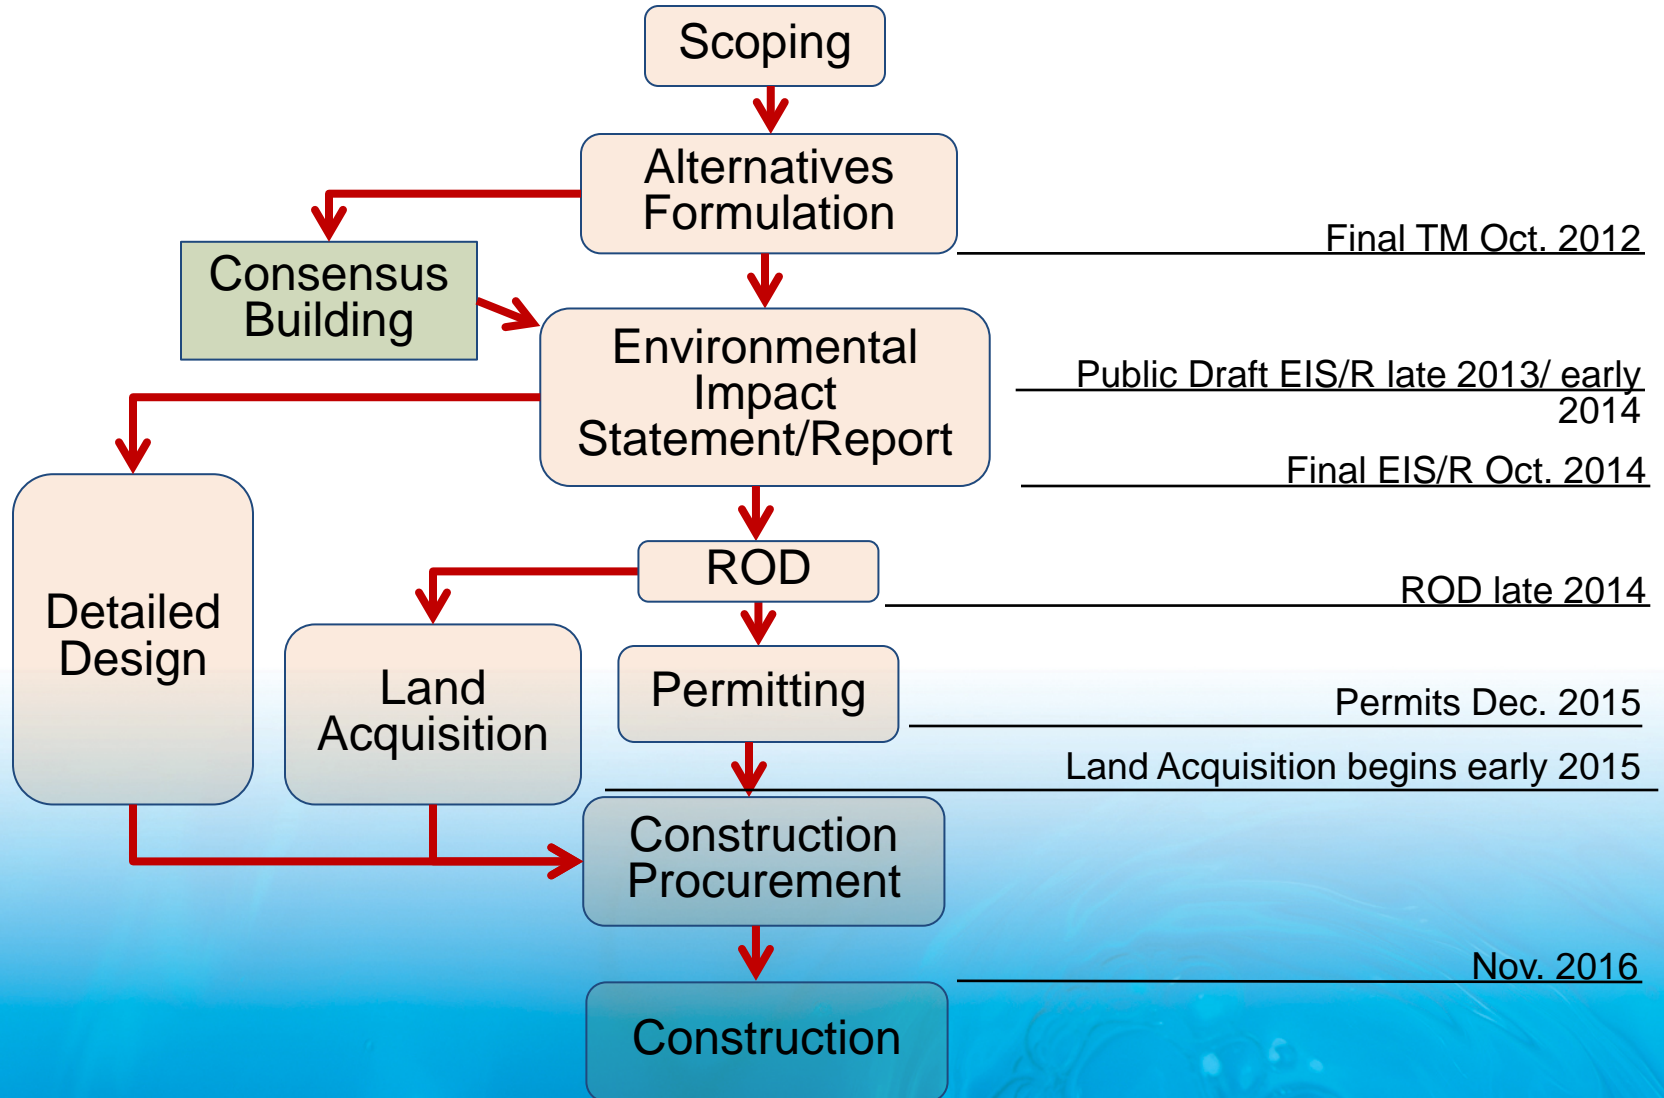 Scoping
Alternatives
Formulation
Final TM Oct. 2012
Consensus
Building
Environmental
Impact
Statement/Report
Public Draft EIS/R late 2013/ early
2014
Final EIS/R Oct. 2014
ROD
ROD late 2014
Detailed
Design
Land
Acquisition
Permitting
Permits Dec. 2015
Land Acquisition begins early 2015
Construction
Procurement
Nov. 2016
Construction